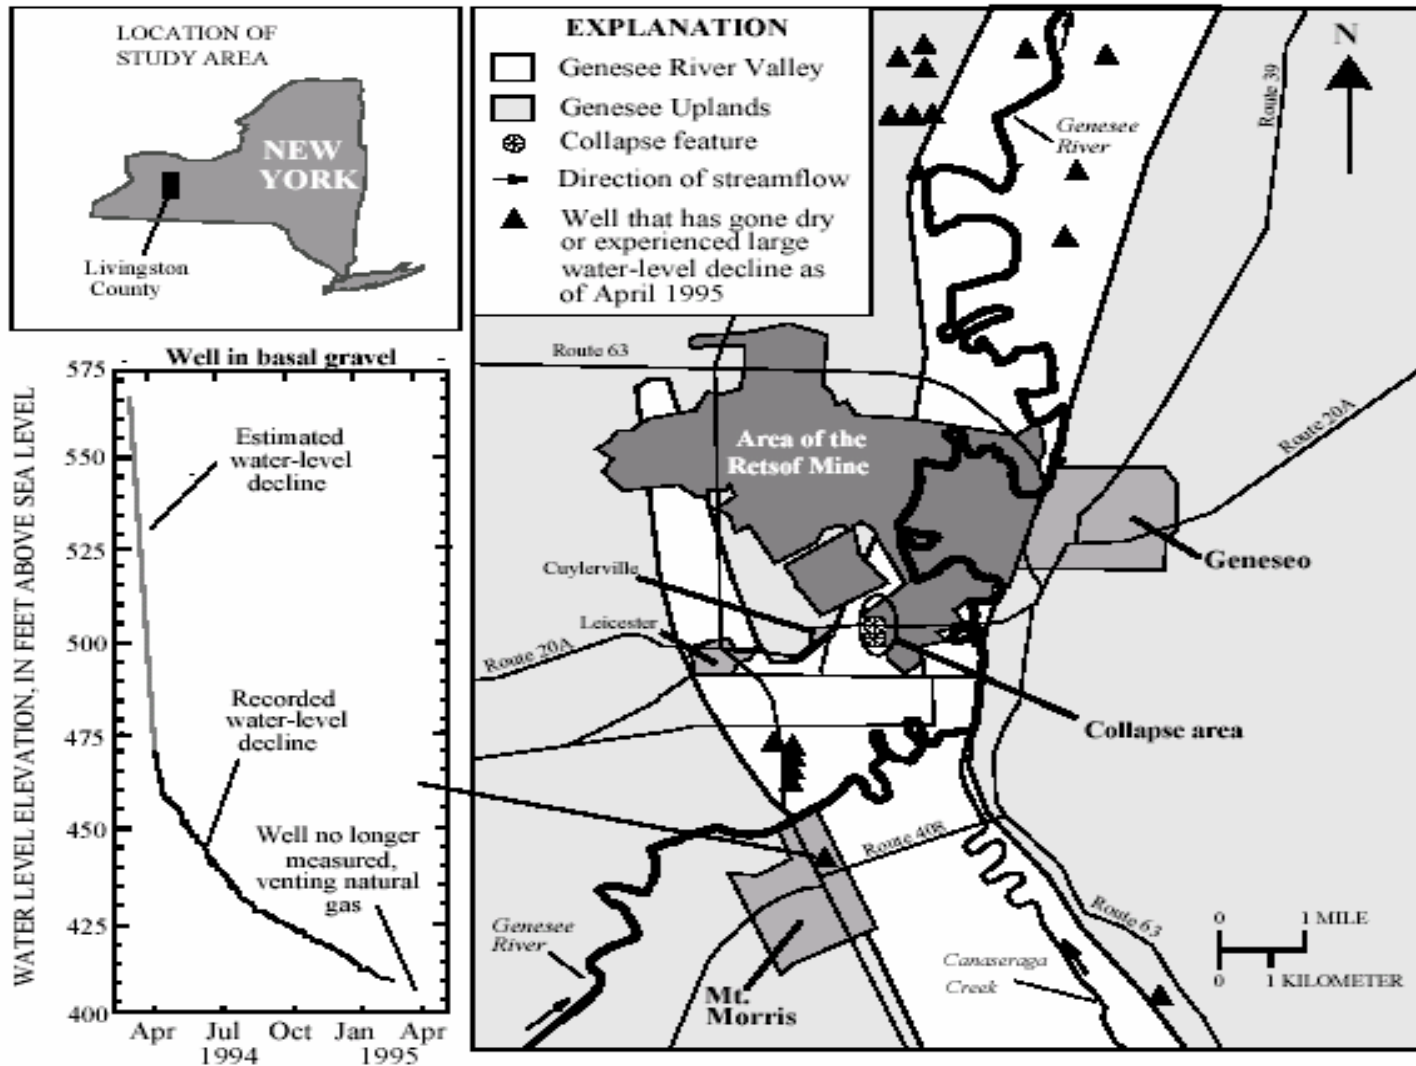 LOCATION OF
STUDY AREA
NEW
YORK
Livingston
County
EXPLANATION
Genesee River Valley
Genesee Uplands
Collapse feature
Direction of streamflow
Well that has gone dry
or experienced large
water-level decline as
of April 1995
N
Route 39
Genesee
River
Route 63
Route 20A
Area of the
Retsof Mine
Geneseo
Cuylerville
Leicester
Route 20A
Collapse area
Route 408
Route 63
Genesee
River
Mt.
Morris
Canaseraga
Creek
0 1 MILE
0 1 KILOMETER
Well in basal gravel
WATER LEVEL ELEVATION, IN FEET ABOVE SEA LEVEL
575
550
525
500
475
450
425
400
Estimated
water-level
decline
Recorded
water-level
decline
Well no longer
measured,
venting natural
gas
Apr Jul Oct Jan Apr
1994 1995